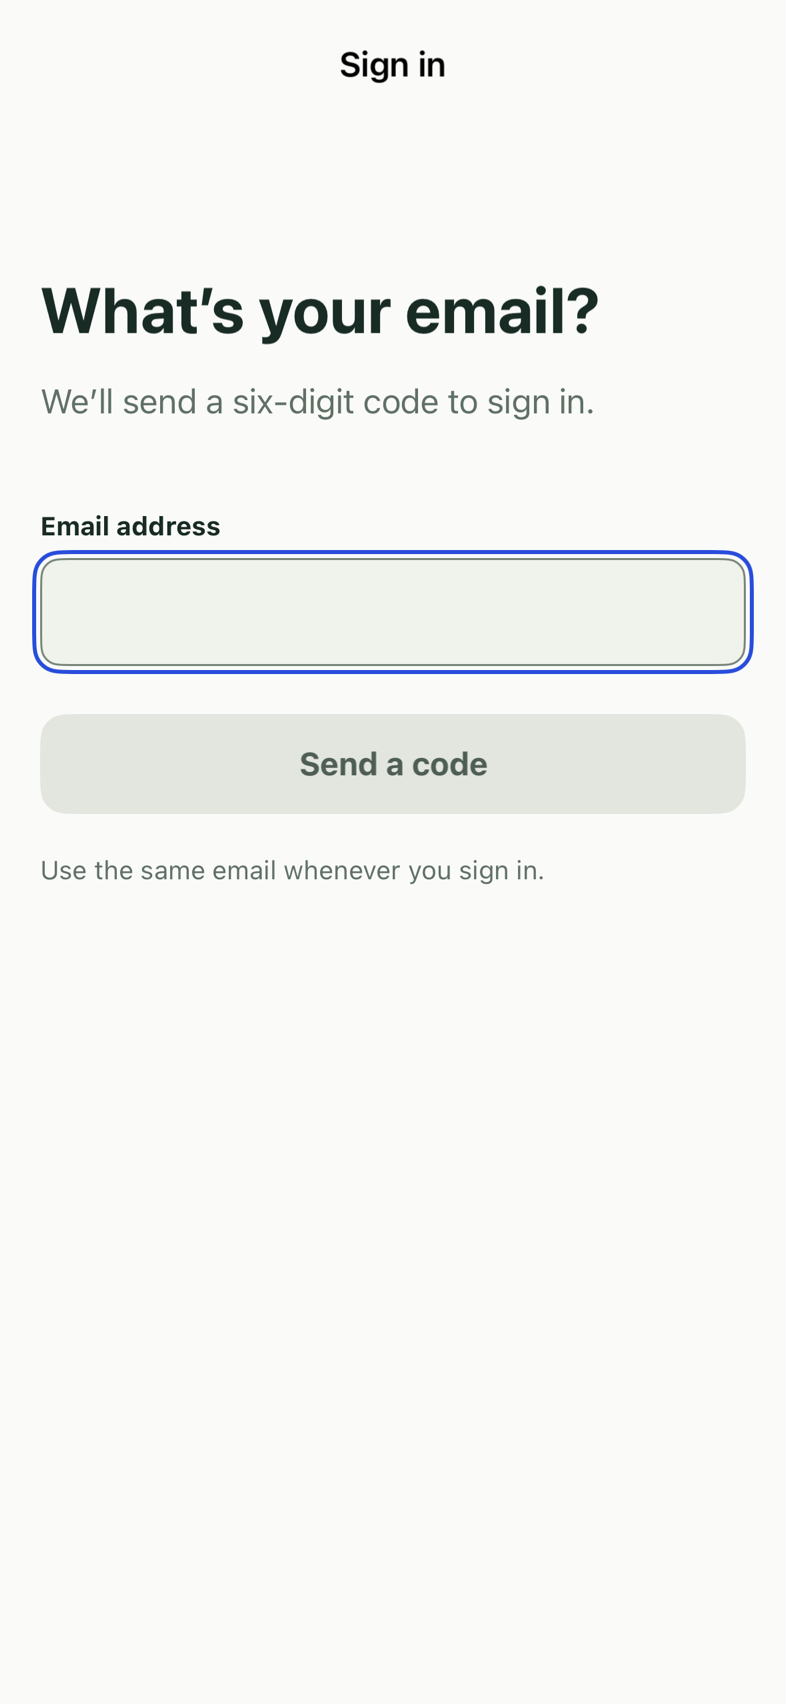 Sign in
What’s your email?
We’ll send a six-digit code to sign in.
Email address
Send a code
Use the same email whenever you sign in.